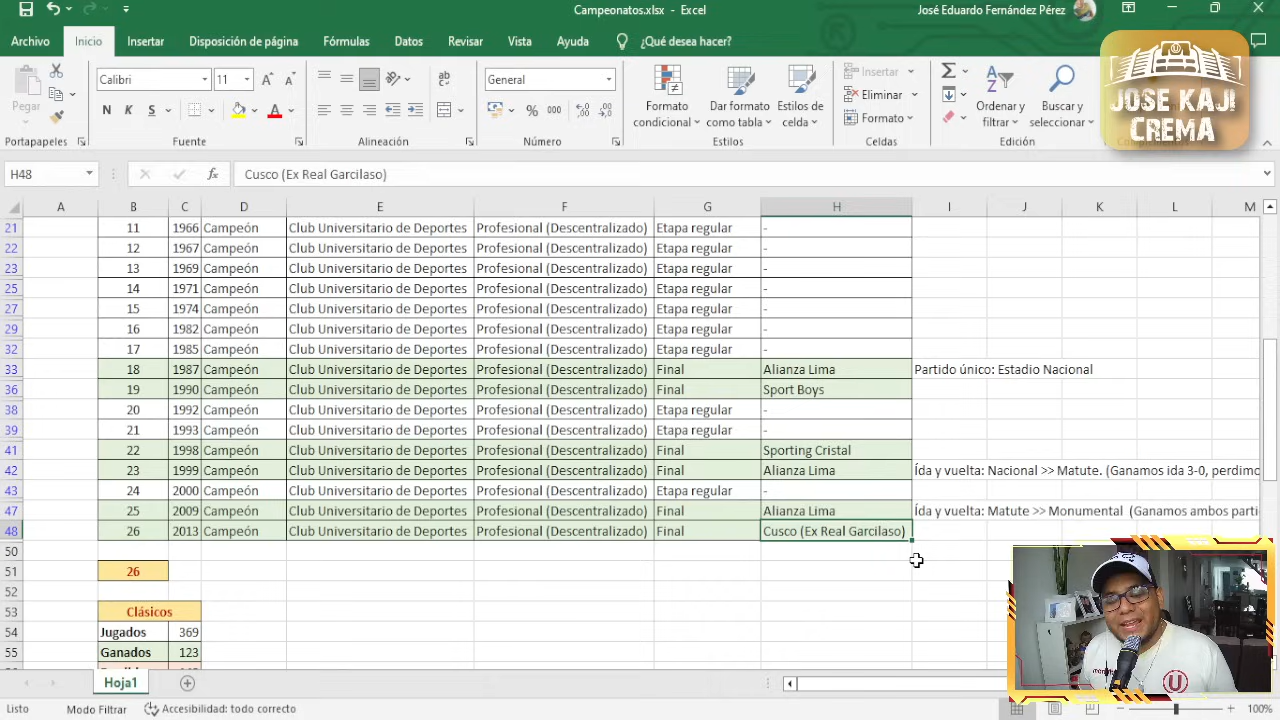 Campeonatos.xlsx - Excel
José Eduardo Fernández Pérez
Archivo Inicio Insertar Disposición de página Fórmulas Datos Revisar Vista Ayuda ¿Qué desea hacer?
JOSE KAJI
CREMA
Pegar
Calibri 11
N K S
General
% 000
Formato condicional
Dar formato como tabla
Estilos de celda
Insertar
Eliminar
Formato
Ordenar y filtrar
Buscar y seleccionar
Portapapeles Fuente Alineación Número Estilos Celdas Edición
H48 fx Cusco (Ex Real Garcilaso)
A B C D E F G H I J K L M
21 11 1966 Campeón Club Universitario de Deportes Profesional (Descentralizado) Etapa regular -
22 12 1967 Campeón Club Universitario de Deportes Profesional (Descentralizado) Etapa regular -
23 13 1969 Campeón Club Universitario de Deportes Profesional (Descentralizado) Etapa regular -
25 14 1971 Campeón Club Universitario de Deportes Profesional (Descentralizado) Etapa regular -
27 15 1974 Campeón Club Universitario de Deportes Profesional (Descentralizado) Etapa regular -
29 16 1982 Campeón Club Universitario de Deportes Profesional (Descentralizado) Etapa regular -
32 17 1985 Campeón Club Universitario de Deportes Profesional (Descentralizado) Etapa regular -
33 18 1987 Campeón Club Universitario de Deportes Profesional (Descentralizado) Final Alianza Lima Partido único: Estadio Nacional
36 19 1990 Campeón Club Universitario de Deportes Profesional (Descentralizado) Final Sport Boys
38 20 1992 Campeón Club Universitario de Deportes Profesional (Descentralizado) Etapa regular -
39 21 1993 Campeón Club Universitario de Deportes Profesional (Descentralizado) Etapa regular -
41 22 1998 Campeón Club Universitario de Deportes Profesional (Descentralizado) Final Sporting Cristal
42 23 1999 Campeón Club Universitario de Deportes Profesional (Descentralizado) Final Alianza Lima Ída y vuelta: Nacional >> Matute. (Ganamos ida 3-0, perdimo
43 24 2000 Campeón Club Universitario de Deportes Profesional (Descentralizado) Etapa regular -
47 25 2009 Campeón Club Universitario de Deportes Profesional (Descentralizado) Final Alianza Lima Ída y vuelta: Matute >> Monumental (Ganamos ambos parti
48 26 2013 Campeón Club Universitario de Deportes Profesional (Descentralizado) Final Cusco (Ex Real Garcilaso)
50
51 26
52
53 Clásicos
54 Jugados 369
55 Ganados 123
Hoja1
Listo Modo Filtrar Accesibilidad: todo correcto 100%